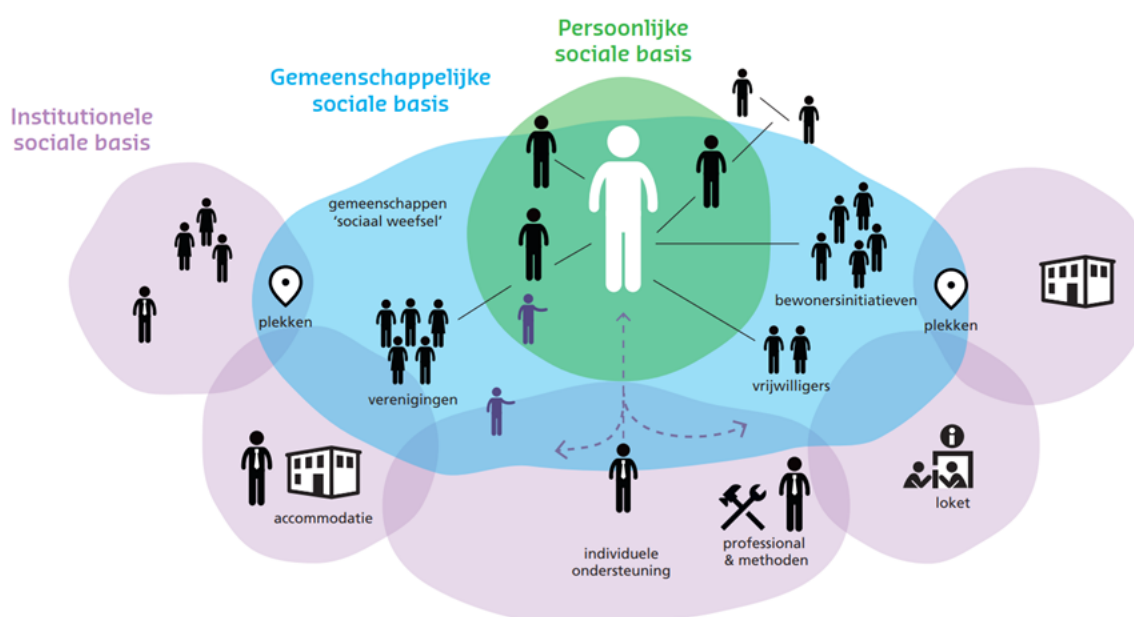 Persoonlijke
sociale basis
Gemeenschappelijke
sociale basis
Institutionele
sociale basis
gemeenschappen
‘sociaal weefsel’
plekken
bewonersinitiatieven
plekken
verenigingen
vrijwilligers
accommodatie
individuele
ondersteuning
professional
& methoden
loket